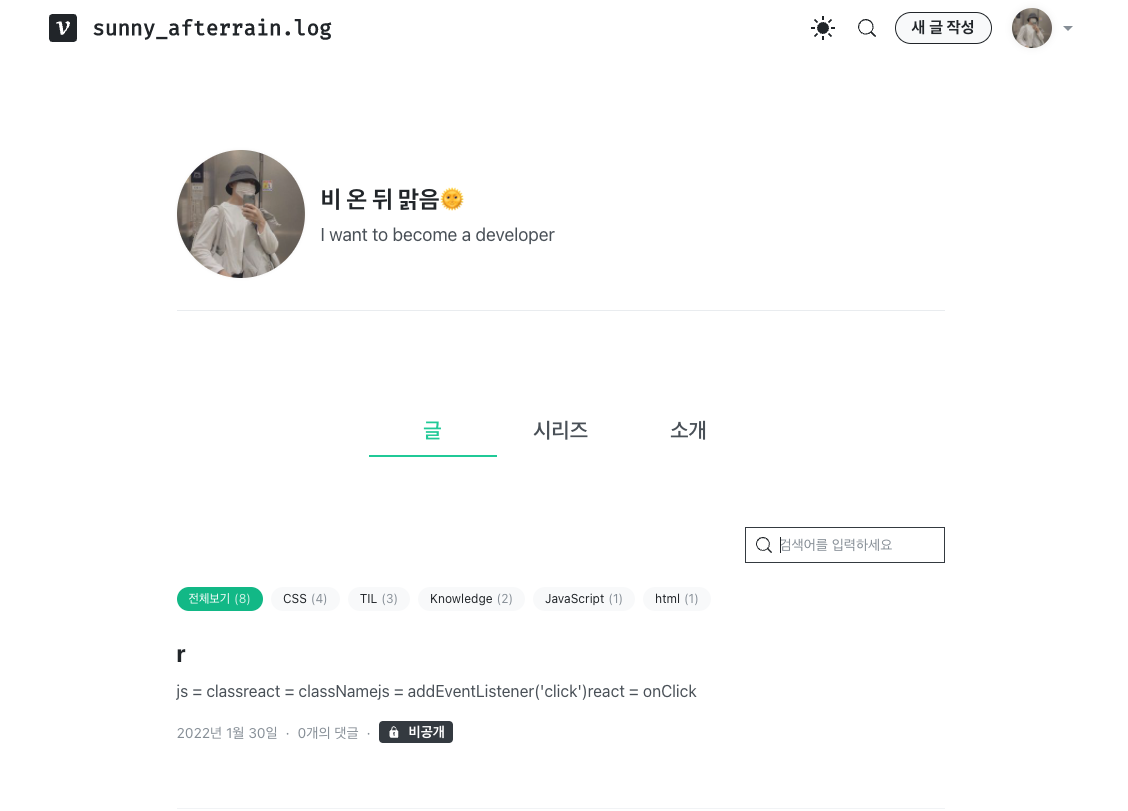 v sunny_afterrain.log 새 글 작성
비 온 뒤 맑음🌞
I want to become a developer
글 시리즈 소개
검색어를 입력하세요
전체보기 (8) CSS (4) TIL (3) Knowledge (2) JavaScript (1) html (1)
r
js = classreact = classNamejs = addEventListener('click')react = onClick
2022년 1월 30일 · 0개의 댓글 · 비공개